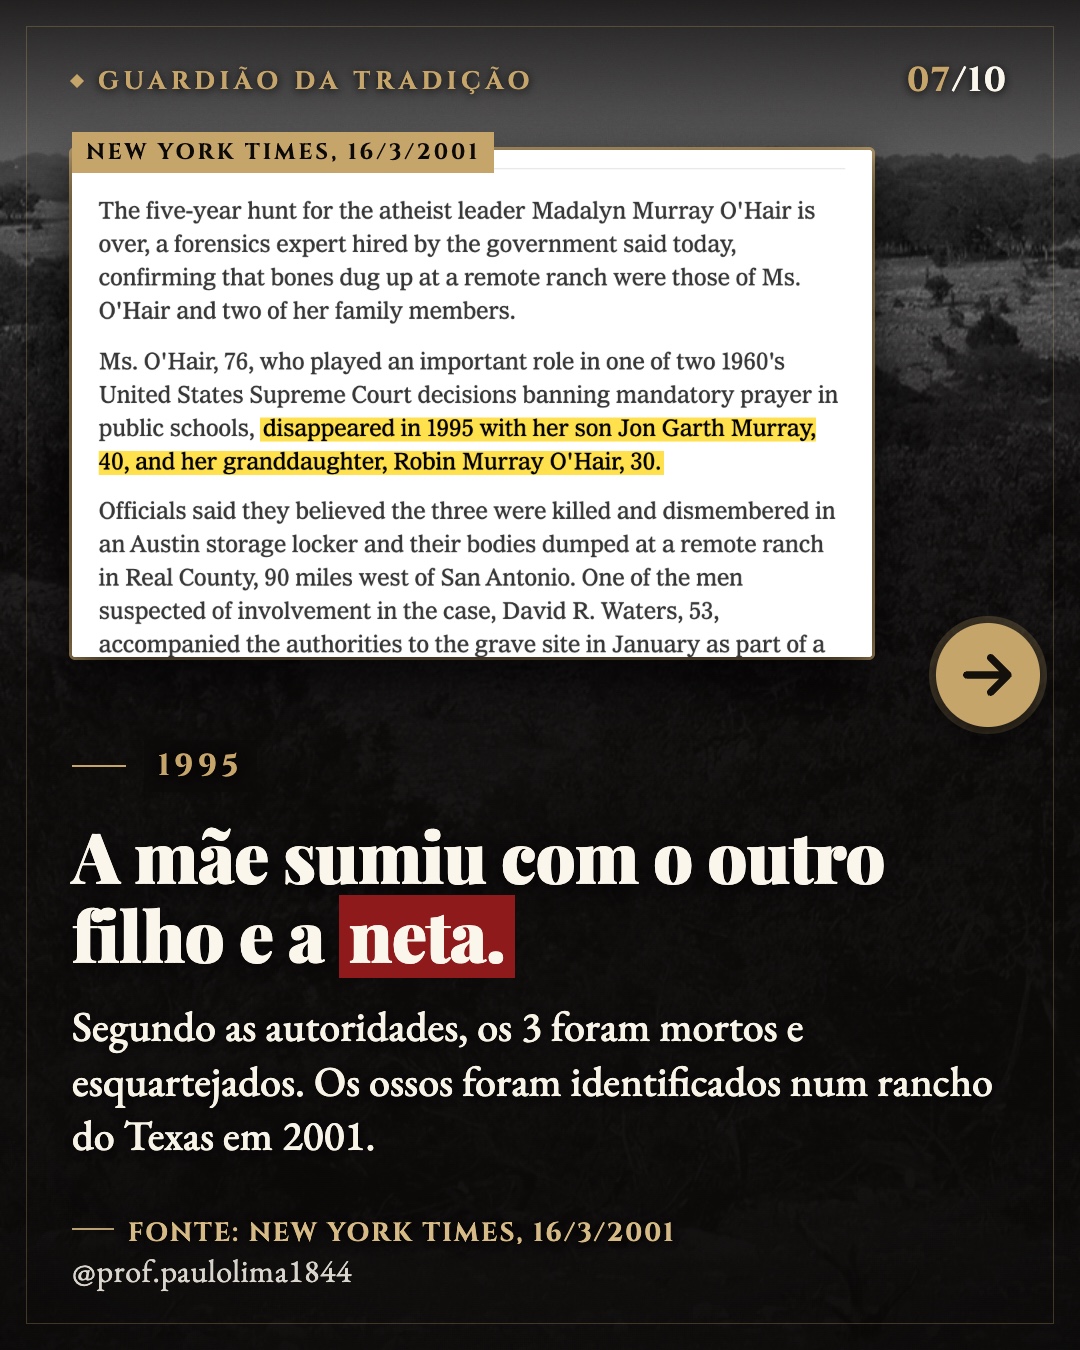 GUARDIÃO DA TRADIÇÃO
07/10
NEW YORK TIMES, 16/3/2001
The five-year hunt for the atheist leader Madalyn Murray O'Hair is
over, a forensics expert hired by the government said today,
confirming that bones dug up at a remote ranch were those of Ms.
O'Hair and two of her family members.
Ms. O'Hair, 76, who played an important role in one of two 1960's
United States Supreme Court decisions banning mandatory prayer in
public schools, disappeared in 1995 with her son Jon Garth Murray,
40, and her granddaughter, Robin Murray O'Hair, 30.
Officials said they believed the three were killed and dismembered in
an Austin storage locker and their bodies dumped at a remote ranch
in Real County, 90 miles west of San Antonio. One of the men
suspected of involvement in the case, David R. Waters, 53,
accompanied the authorities to the grave site in January as part of a
1995
A mãe sumiu com o outro
filho e a neta.
Segundo as autoridades, os 3 foram mortos e
esquartejados. Os ossos foram identificados num rancho
do Texas em 2001.
FONTE: NEW YORK TIMES, 16/3/2001
@prof.paulolima1844